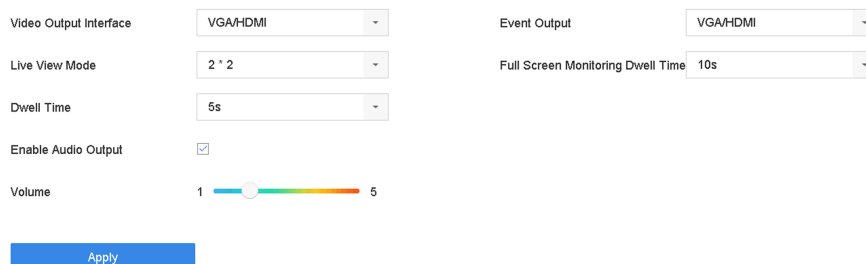 Video Output Interface VGA/HDMI Event Output VGA/HDMI
Live View Mode 2 * 2 Full Screen Monitoring Dwell Time 10s
Dwell Time 5s
Enable Audio Output
Volume 1 5
Apply